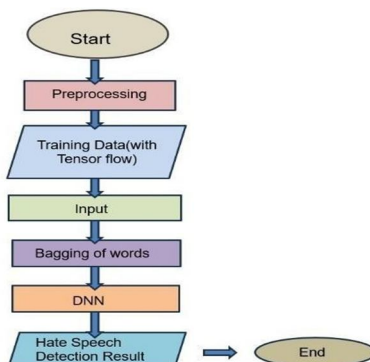 Start
Preprocessing
Training Data(with
Tensor flow)
Input
Bagging of words
DNN
Hate Speech
Detection Result
End